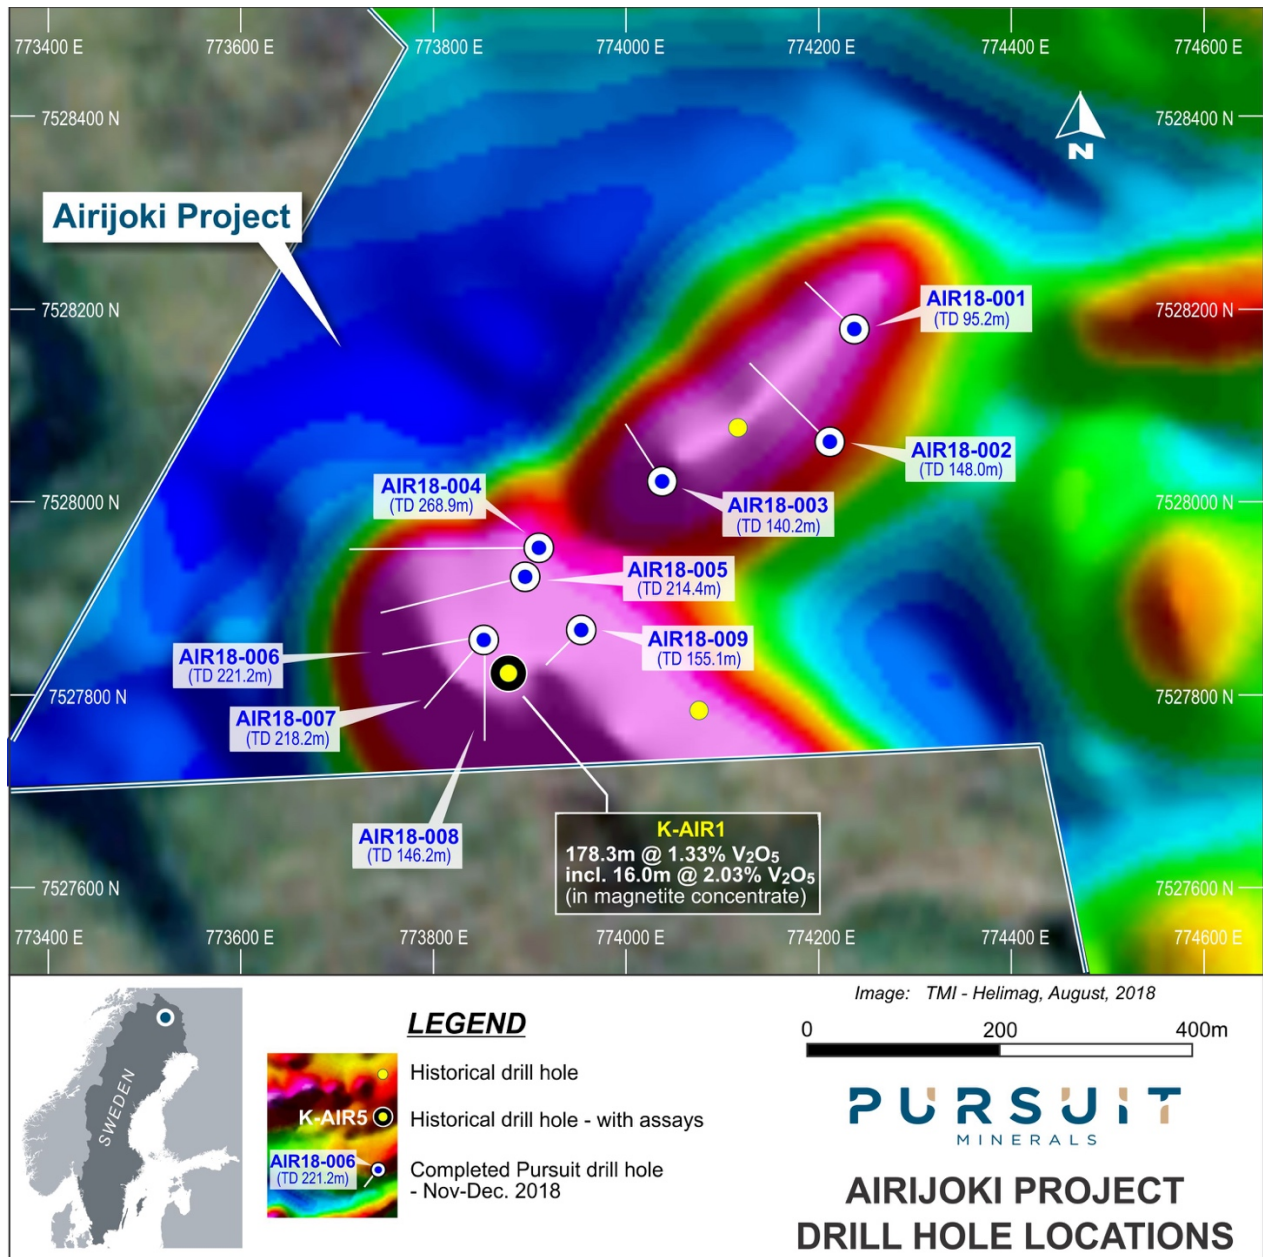 773400 E
773600 E
773800 E
774000 E
774200 E
774400 E
774600 E
7528400 N
7528400 N
N
Airijoki Project
7528200 N
7528200 N
AIR18-001
(TD 95.2m)
AIR18-002
(TD 148.0m)
AIR18-004
(TD 268.9m)
7528000 N
7528000 N
AIR18-003
(TD 140.2m)
AIR18-005
(TD 214.4m)
AIR18-009
(TD 155.1m)
AIR18-006
(TD 221.2m)
7527800 N
7527800 N
AIR18-007
(TD 218.2m)
AIR18-008
(TD 146.2m)
K-AIR1
178.3m @ 1.33% V₂O₅
incl. 16.0m @ 2.03% V₂O₅
(in magnetite concentrate)
7527600 N
7527600 N
773400 E
773600 E
773800 E
774000 E
774200 E
774400 E
774600 E
SWEDEN
LEGEND
Historical drill hole
K-AIR5
Historical drill hole - with assays
AIR18-006
(TD 221.2m)
Completed Pursuit drill hole
- Nov-Dec. 2018
Image: TMI - Helimag, August, 2018
0
200
400m
PURSUIT
MINERALS
AIRIJOKI PROJECT
DRILL HOLE LOCATIONS